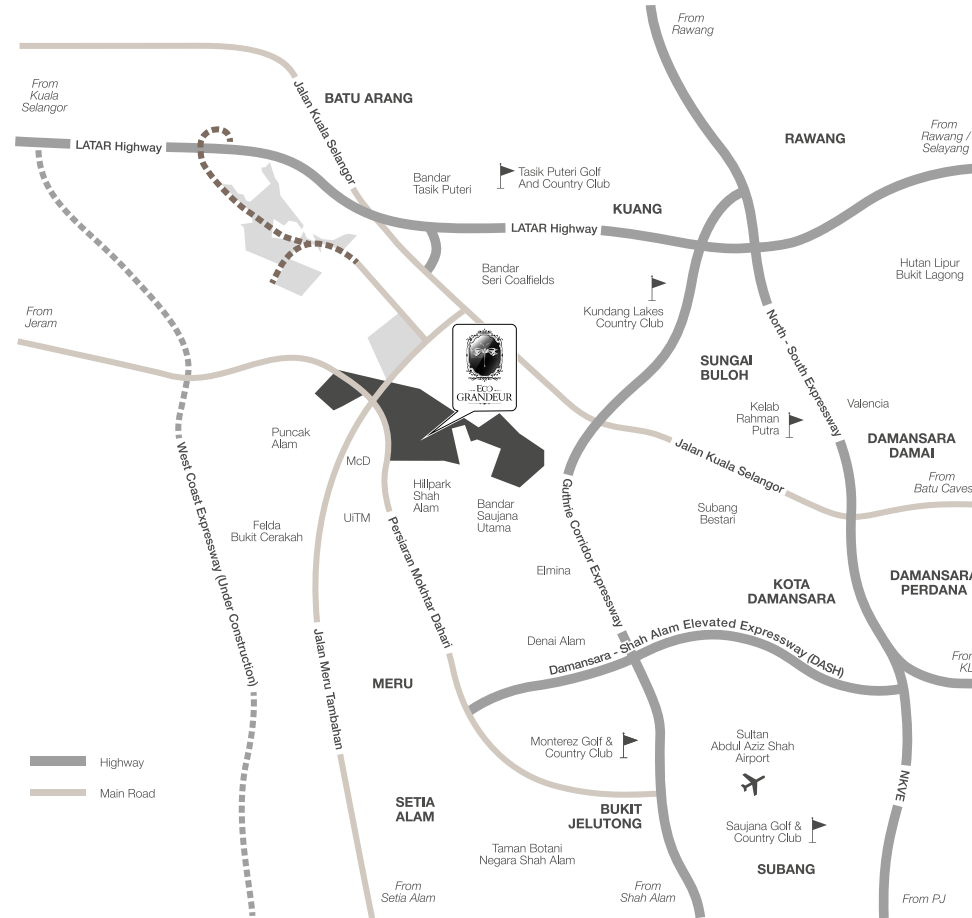 From
Rawang
From
Kuala
Selangor
BATU ARANG
Jalan Kuala Selangor
RAWANG
From
Rawang /
Selayang
LATAR Highway
Bandar
Tasik Puteri
Tasik Puteri Golf
And Country Club
KUANG
LATAR Highway
Bandar
Seri Coalfields
Hutan Lipur
Bukit Lagong
Kundang Lakes
Country Club
From
Jeram
North - South Expressway
ECO
GRANDEUR
SUNGAI
BULOH
Kelab
Rahman
Putra
Valencia
Puncak
Alam
McD
DAMANSARA
DAMAI
Jalan Kuala Selangor
From
Batu Caves
West Coast Expressway (Under Construction)
Hillpark
Shah
Alam
Bandar
Saujana
Utama
Guthrie Corridor Expressway
Subang
Bestari
UiTM
Felda
Bukit Cerakah
Persiaran Mokhtar Dahari
Elmina
KOTA
DAMANSARA
DAMANSARA
PERDANA
Denai Alam
Damansara - Shah Alam Elevated Expressway (DASH)
Jalan Meru Tambahan
From
KL
MERU
Monterez Golf &
Country Club
Sultan
Abdul Aziz Shah
Airport
Highway
Main Road
NKVE
SETIA
ALAM
BUKIT
JELUTONG
Saujana Golf &
Country Club
Taman Botani
Negara Shah Alam
SUBANG
From
Setia Alam
From
Shah Alam
From PJ